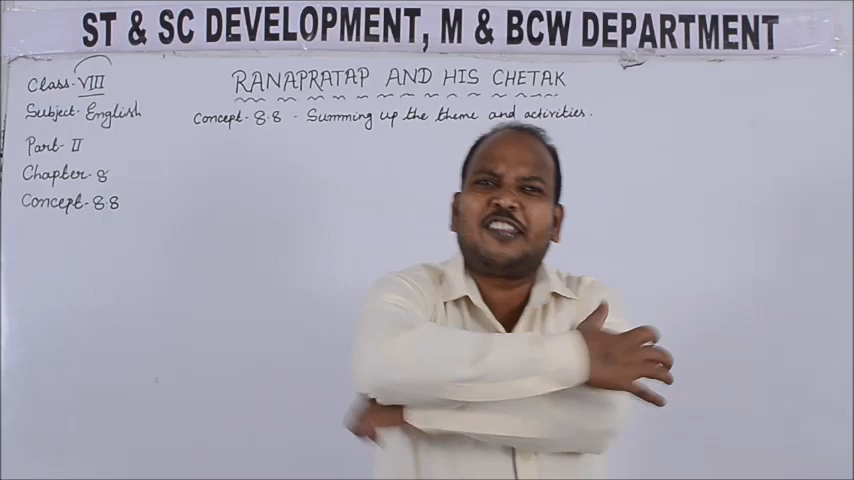 ST & SC DEVELOPMENT, M & BCW DEPARTMENT
Class - VIII
RANAPRATAP AND HIS CHETAK
Subject - English
Concept - 8.8 - Summing up the theme and activities.
Part - II
Chapter - 8
Concept - 8.8